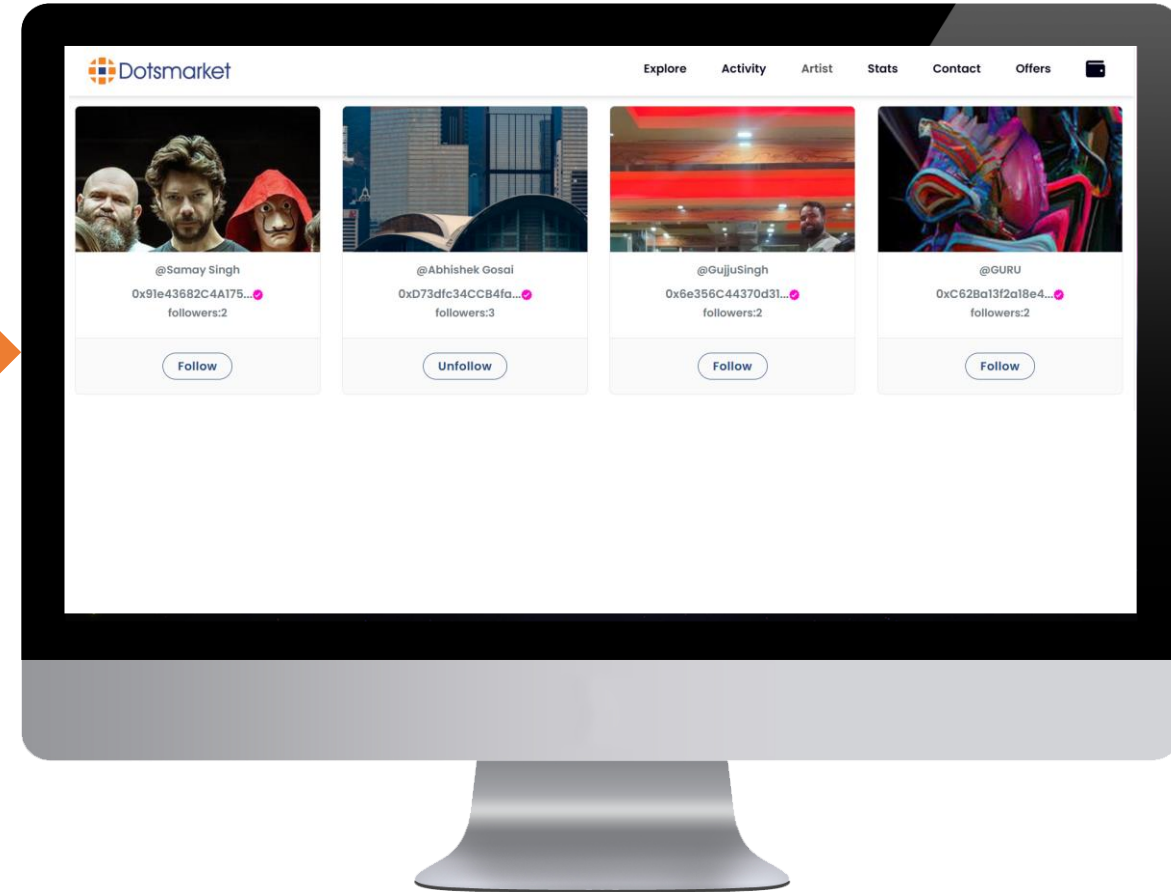 Dotsmarket
Explore Activity Artist Stats Contact Offers
@Samay Singh
0x91e43682C4A175...
followers:2
Follow
@Abhishek Gosai
0xD73dfc34CCB4fa...
followers:3
Unfollow
@GujjuSingh
0x6e356C44370d31...
followers:2
Follow
@GURU
0xC62Ba13f2a18e4...
followers:2
Follow